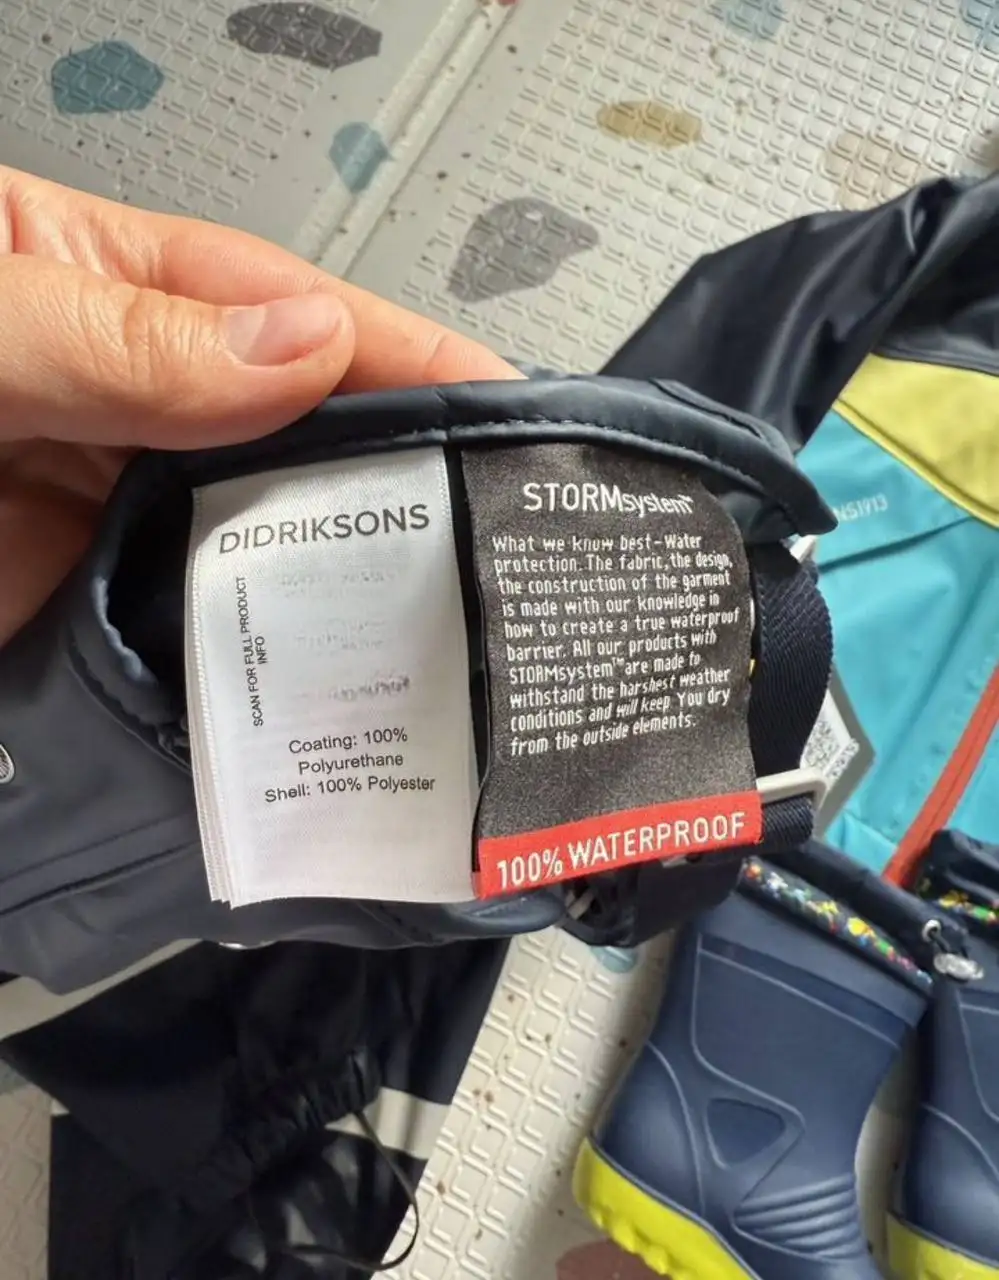 DIDRIKSONS
SCAN FOR FULL PRODUCT
INFO
Coating: 100%
Polyurethane
Shell: 100% Polyester
STORMsystem™
What we know best-Water
protection. The fabric, the design,
the construction of the garment
is made with our knowledge in
how to create a true waterproof
barrier. All our products with
STORMsystem™ are made to
withstand the harshest weather
conditions and will keep You dry
from the outside elements.
100% WATERPROOF
NS1913